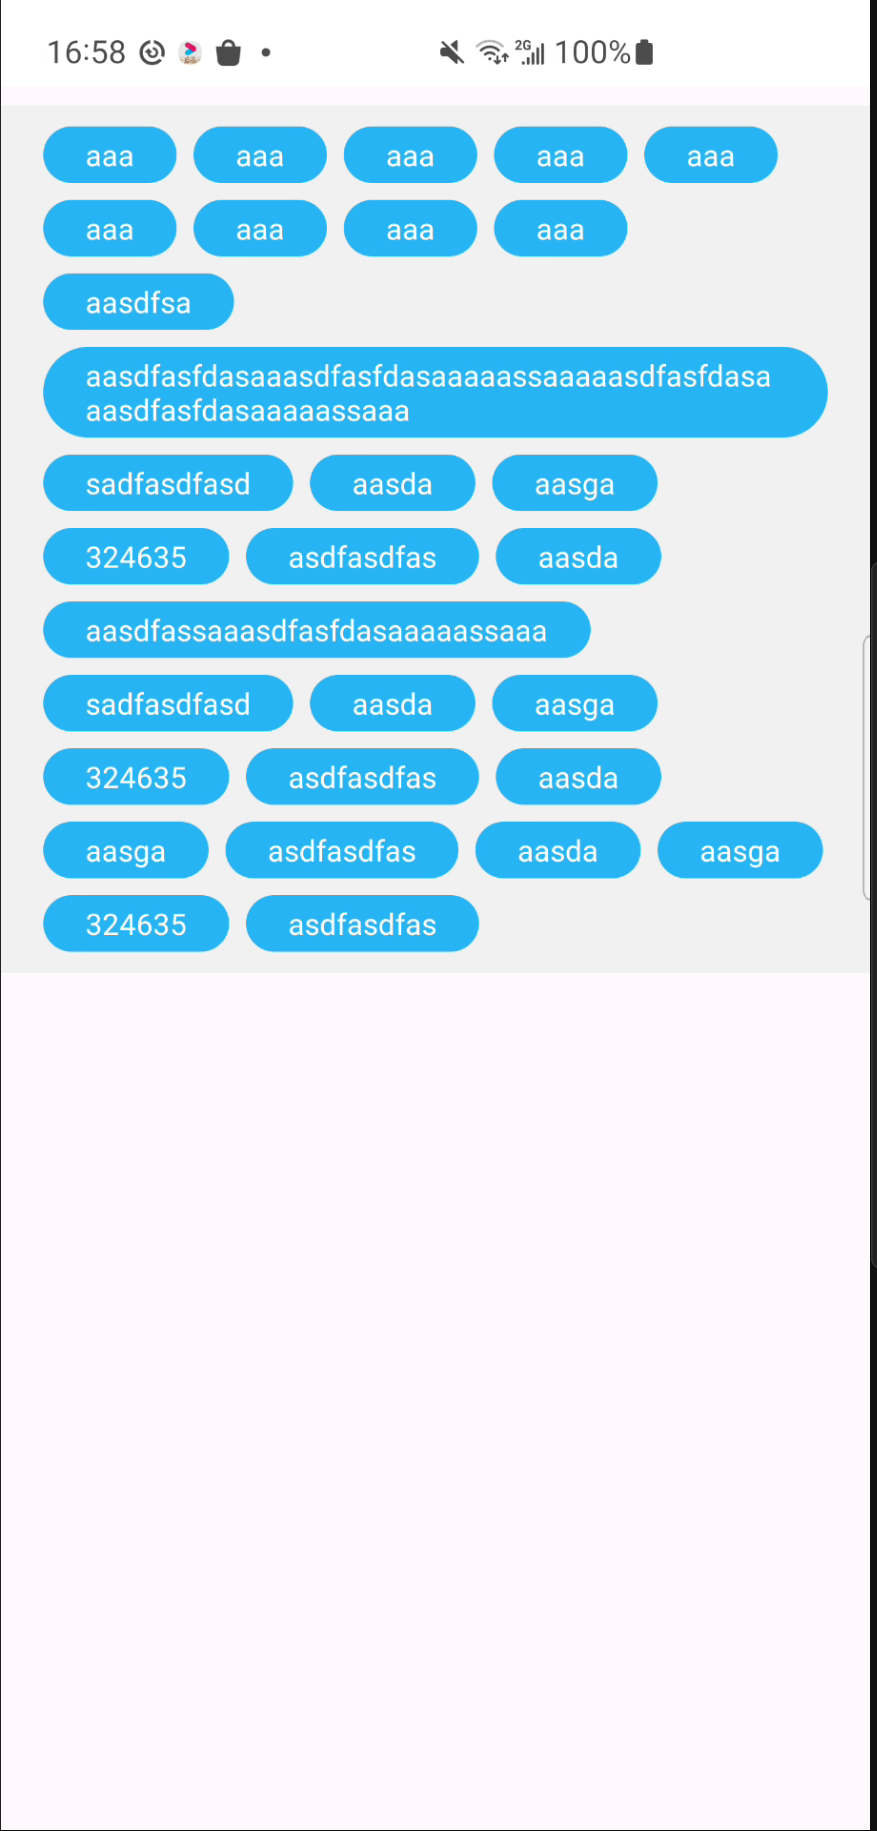 16:58 2G 100%
aaa aaa aaa aaa aaa
aaa aaa aaa aaa
aasdfsa
aasdfasfdasaaasdfasfdasaaaaassaaaaasdfasfdasa
aasdfasfdasaaaaassaaa
sadfasdfasd aasda aasga
324635 asdfasdfas aasda
aasdfassaaasdfasfdasaaaaassaaa
sadfasdfasd aasda aasga
324635 asdfasdfas aasda
aasga asdfasdfas aasda aasga
324635 asdfasdfas